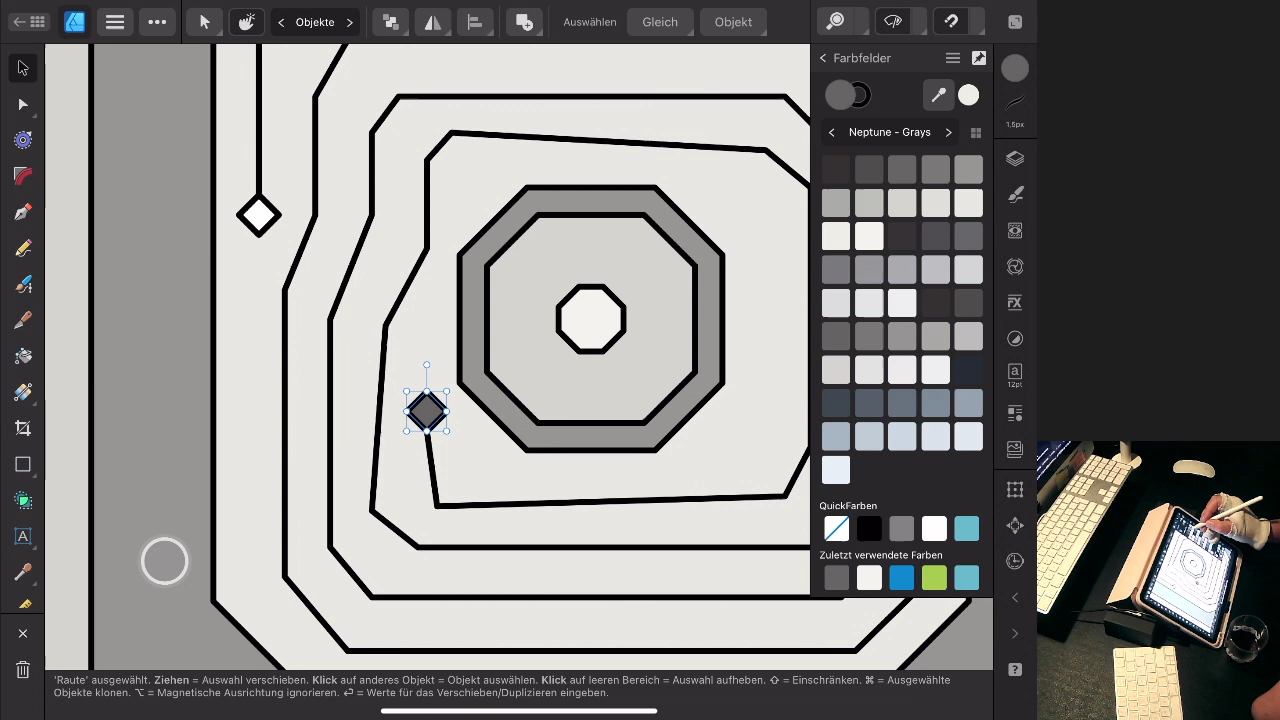 Objekte
Auswählen
Gleich
Objekt
Farbfelder
1,5px
Neptune - Grays
FX
a
12pt
QuickFarben
Zuletzt verwendete Farben
A
?
'Raute' ausgewählt. Ziehen = Auswahl verschieben. Klick auf anderes Objekt = Objekt auswählen. Klick auf leeren Bereich = Auswahl aufheben. ⇧ = Einschränken. ⌘ = Ausgewählte
Objekte klonen. ⌥ = Magnetische Ausrichtung ignorieren. ⏎ = Werte für das Verschieben/Duplizieren eingeben.